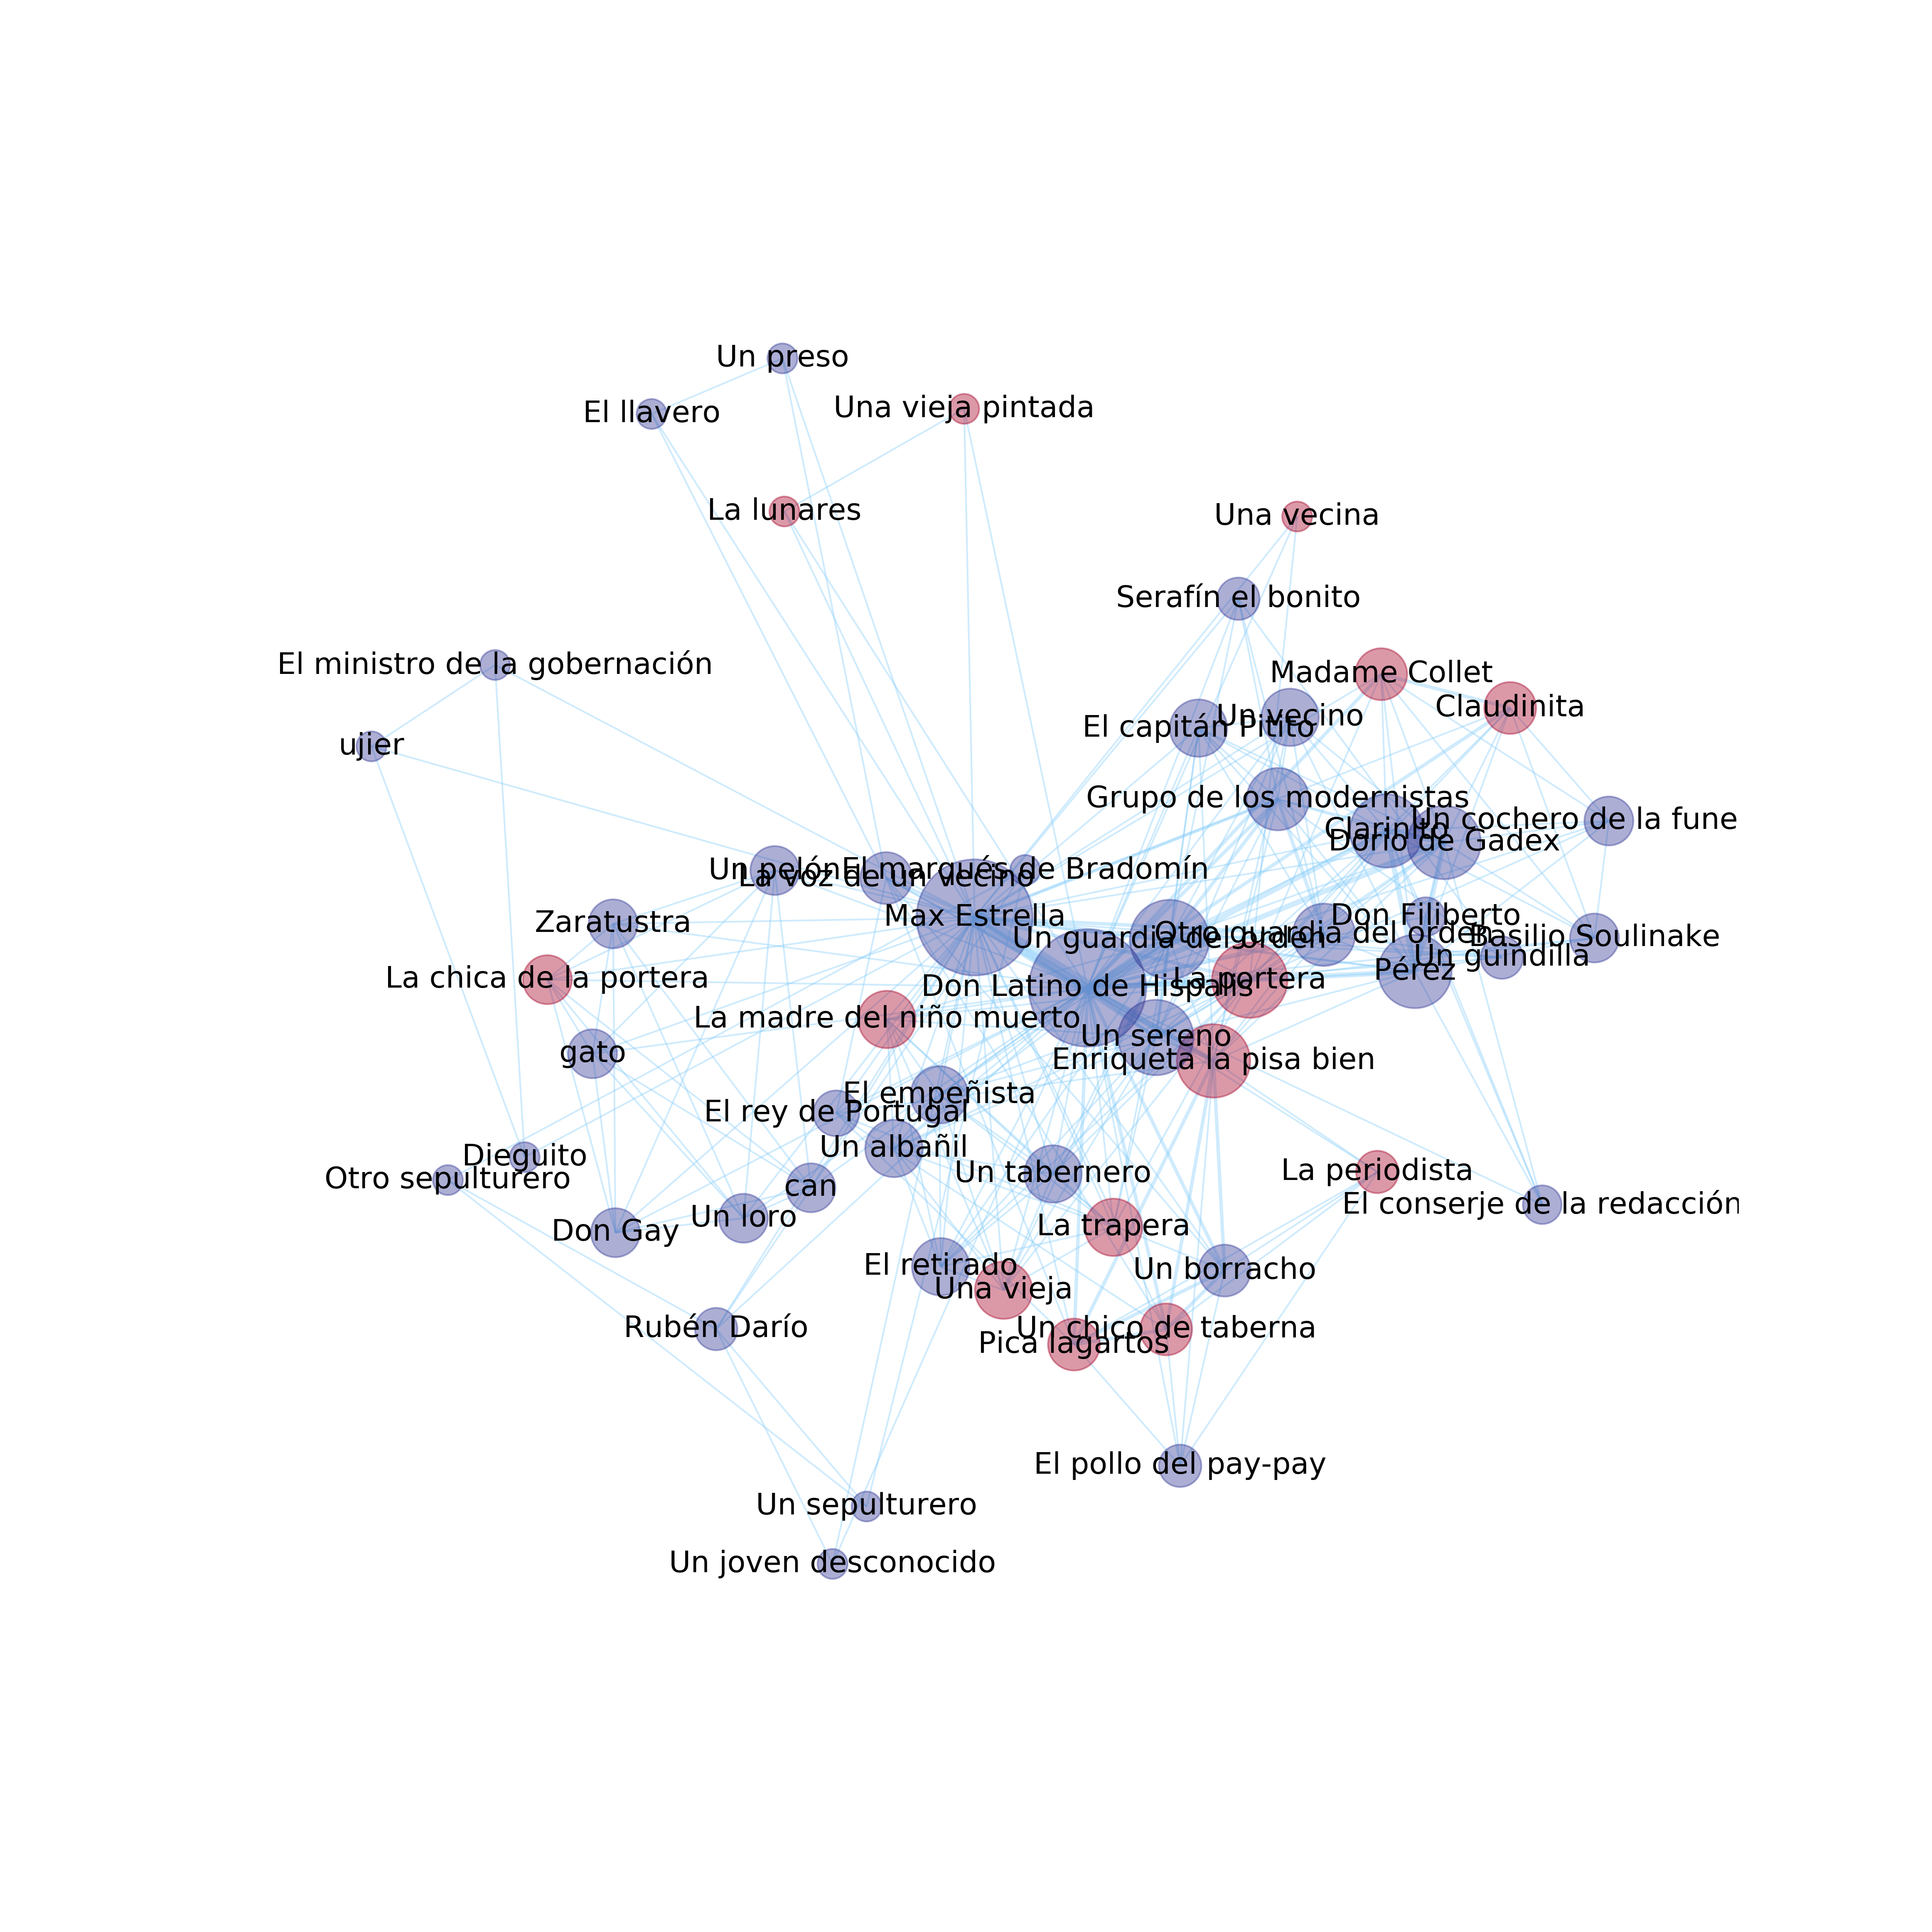 Un preso
Una vieja pintada
El llavero
La lunares
Una vecina
Serafín el bonito
El ministro de la gobernación
Madame Collet
Claudinita
Un vecino
El capitán Pitito
ujier
Grupo de los modernistas
Un cochero de la fune
Clarinito
Dorio de Gadex
Un pelón
El marqués de Bradomín
La voz de un vecino
Max Estrella
Don Filiberto
Zaratustra
Un guardia del orden
Otro guardia del orden
Basilio Soulinake
Un guindilla
Pérez
La chica de la portera
La portera
Don Latino de Hispalis
La madre del niño muerto
Un sereno
gato
Enriqueta la pisa bien
El empeñista
El rey de Portugal
Un albañil
Dieguito
Un tabernero
La periodista
Otro sepulturero
can
El conserje de la redacción
Un loro
Don Gay
La trapera
El retirado
Un borracho
Una vieja
Rubén Darío
Un chico de taberna
Pica lagartos
El pollo del pay-pay
Un sepulturero
Un joven desconocido